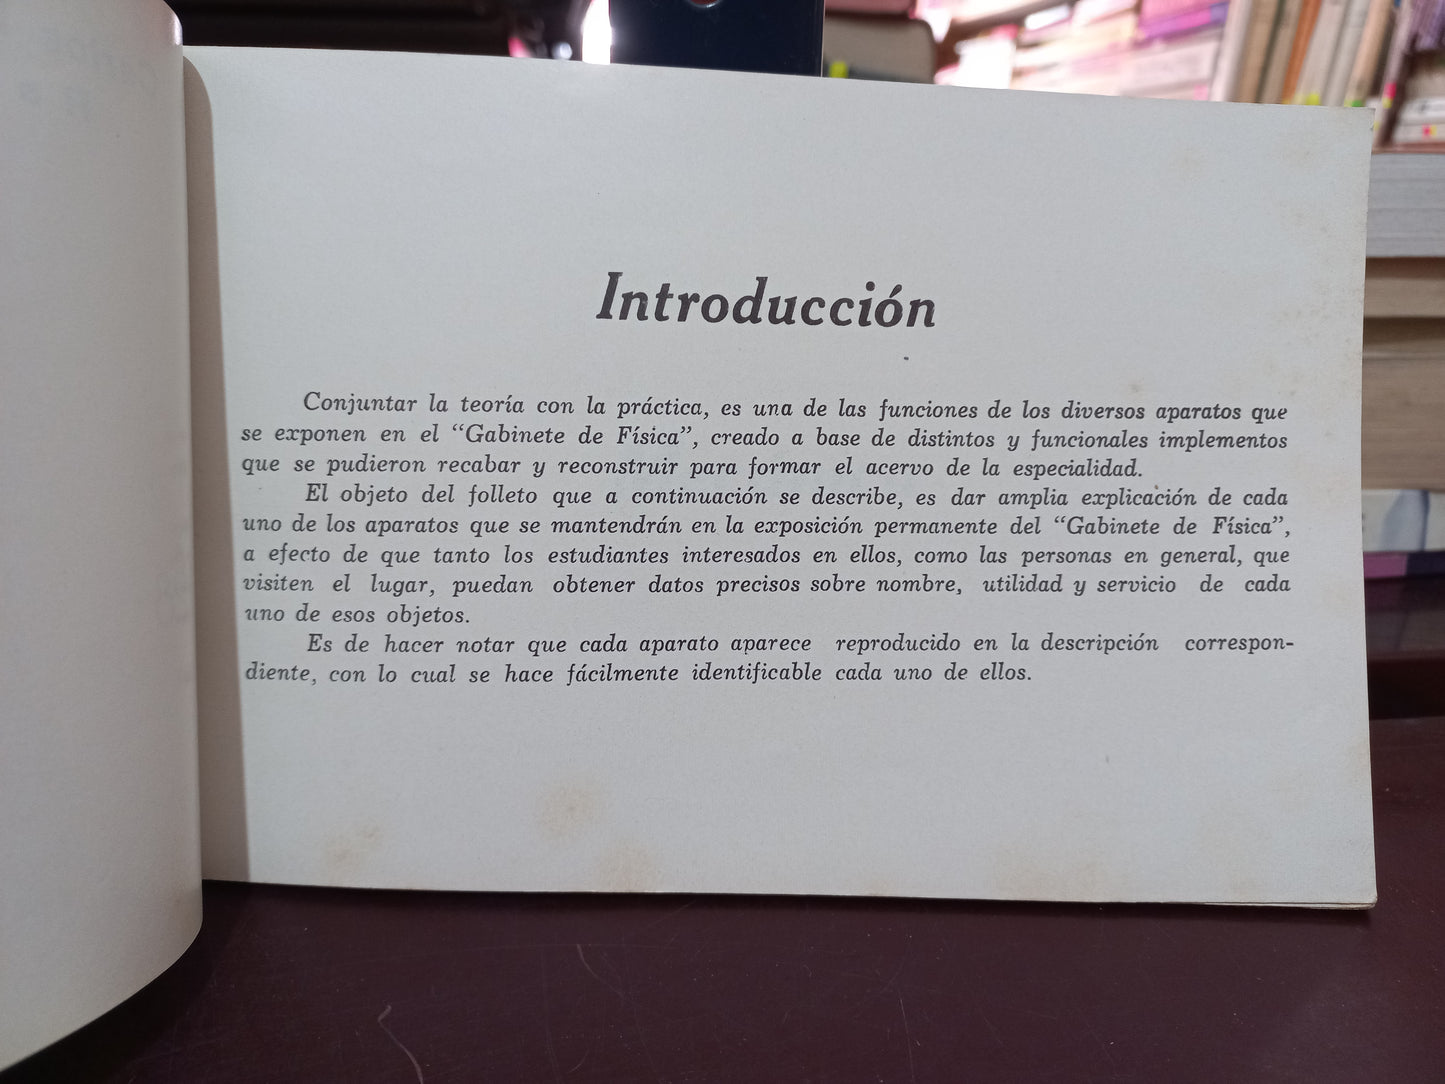 Introducción
Conjuntar la teoría con la práctica, es una de las funciones de los diversos aparatos que
se exponen en el “Gabinete de Física”, creado a base de distintos y funcionales implementos
que se pudieron recabar y reconstruir para formar el acervo de la especialidad.
El objeto del folleto que a continuación se describe, es dar amplia explicación de cada
uno de los aparatos que se mantendrán en la exposición permanente del “Gabinete de Física”,
a efecto de que tanto los estudiantes interesados en ellos, como las personas en general, que
visiten el lugar, puedan obtener datos precisos sobre nombre, utilidad y servicio de cada
uno de esos objetos.
Es de hacer notar que cada aparato aparece reproducido en la descripción correspon-
diente, con lo cual se hace fácilmente identificable cada uno de ellos.